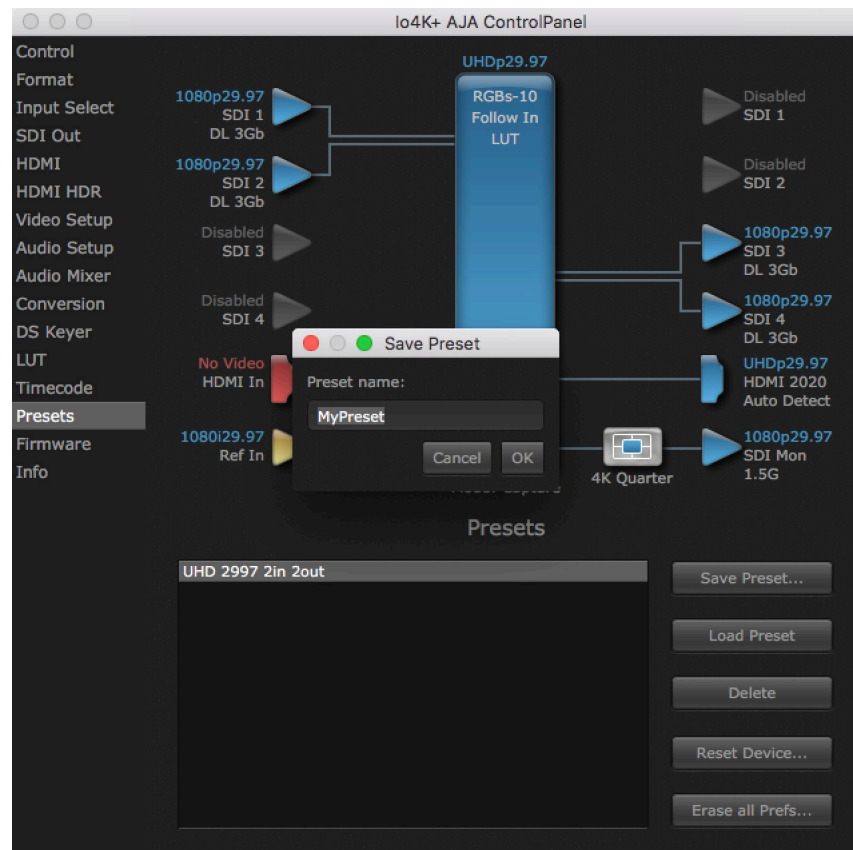 Io4K+ AJA ControlPanel
Control
Format
Input Select
SDI Out
HDMI
HDMI HDR
Video Setup
Audio Setup
Audio Mixer
Conversion
DS Keyer
LUT
Timecode
Presets
Firmware
Info
1080p29.97
SDI 1
DL 3Gb
1080p29.97
SDI 2
DL 3Gb
Disabled
SDI 3
Disabled
SDI 4
No Video
HDMI In
1080i29.97
Ref In
UHDp29.97
RGBs-10
Follow In
LUT
Disabled
SDI 1
Disabled
SDI 2
1080p29.97
SDI 3
DL 3Gb
1080p29.97
SDI 4
DL 3Gb
UHDp29.97
HDMI 2020
Auto Detect
1080p29.97
SDI Mon
1.5G
4K Quarter
Save Preset
Preset name:
MyPreset
Cancel
OK
Presets
UHD 2997 2in 2out
Save Preset...
Load Preset
Delete
Reset Device...
Erase all Prefs...